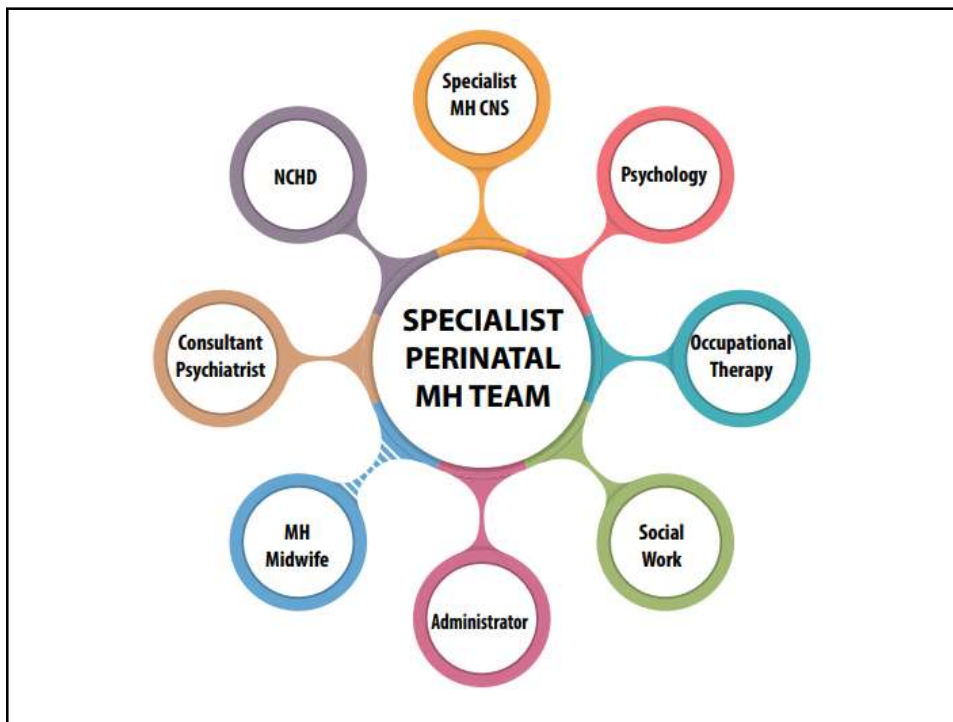 Specialist
MH CNS
NCHD
Psychology
SPECIALIST
PERINATAL
MH TEAM
Consultant
Psychiatrist
Occupational
Therapy
MH
Midwife
Social
Work
Administrator